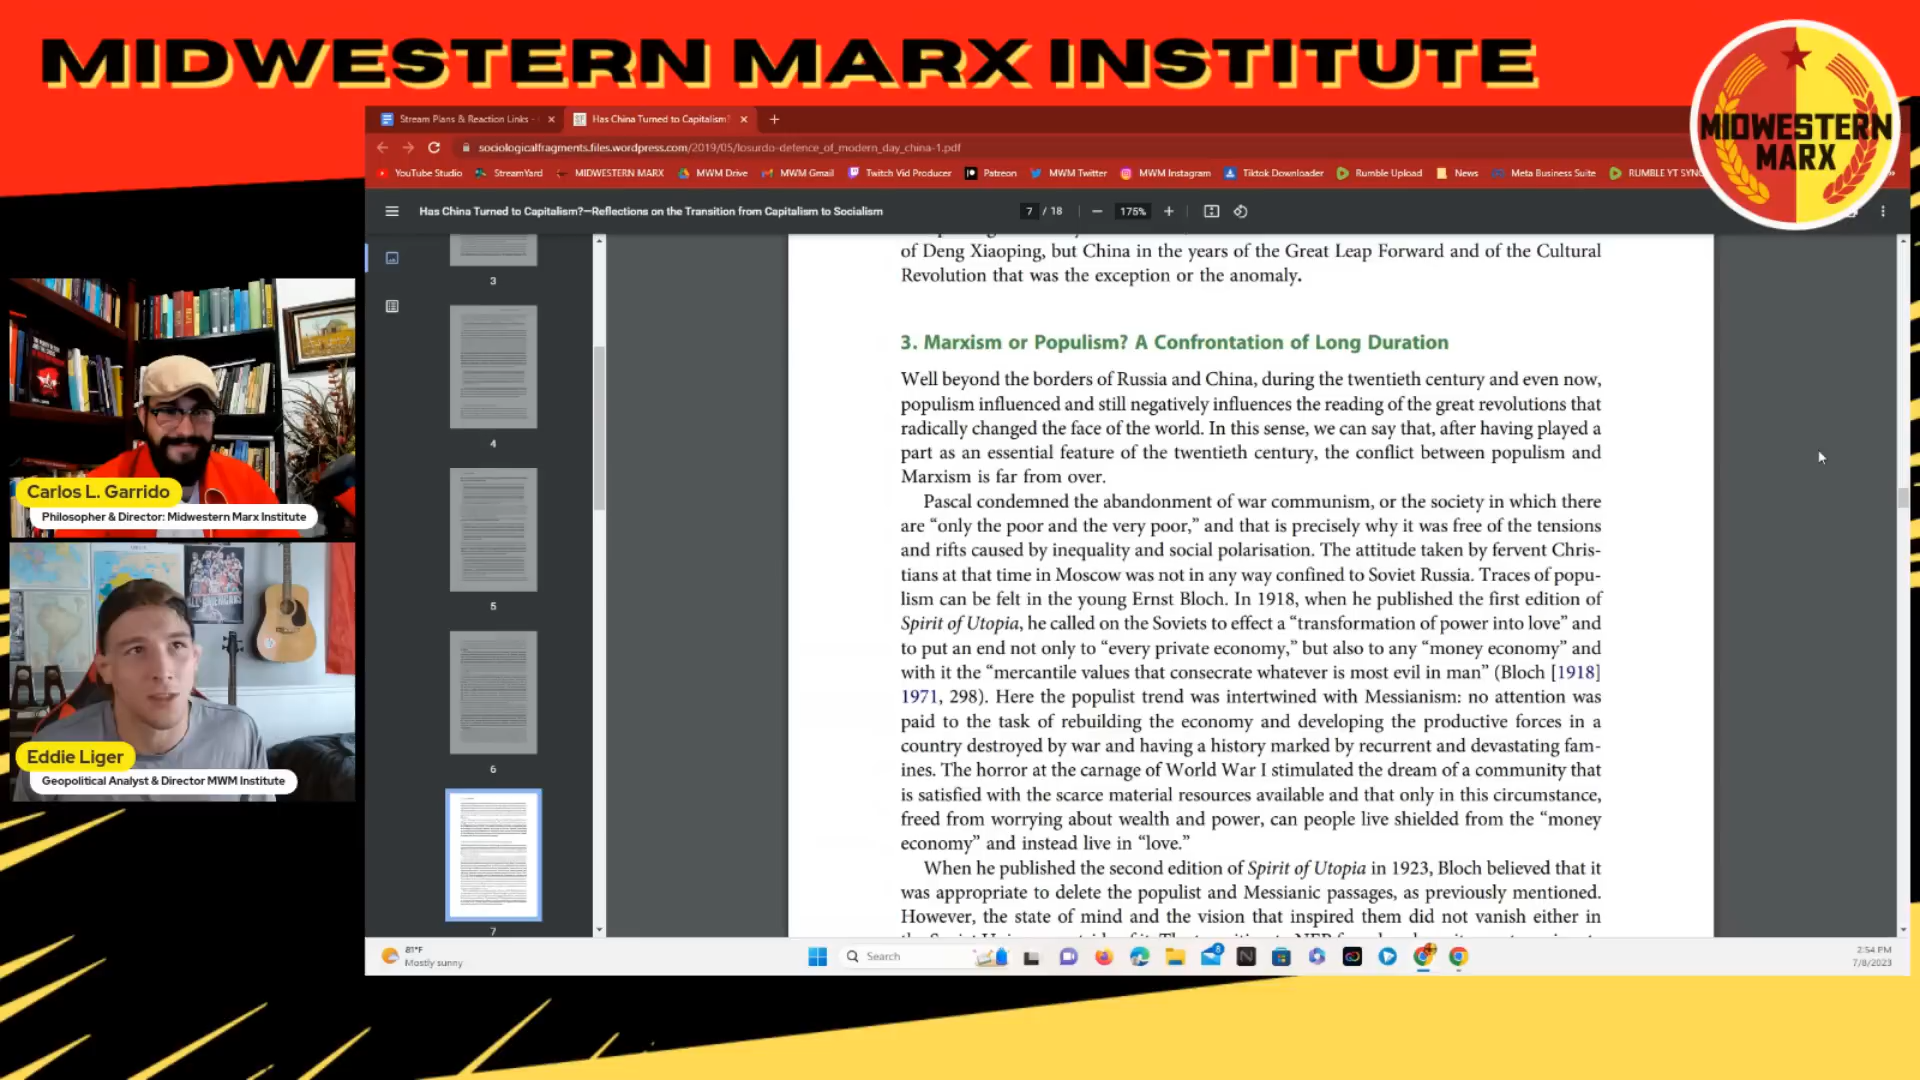 MIDWESTERN MARX INSTITUTE
MIDWESTERN
MARX
Stream Plans & Reaction Links -
Has China Turned to Capitalism?
sociologicalfragments.files.wordpress.com/2019/05/losurdo-defence_of_modern_day_china-1.pdf
YouTube Studio
StreamYard
MIDWESTERN MARX
MWM Drive
MWM Gmail
Twitch Vid Producer
Patreon
MWM Twitter
MWM Instagram
Tiktok Downloader
Rumble Upload
News
Meta Business Suite
RUMBLE YT SYNC
Has China Turned to Capitalism?—Reflections on the Transition from Capitalism to Socialism
7 / 18
175%
3
4
5
6
7
of Deng Xiaoping, but China in the years of the Great Leap Forward and of the Cultural
Revolution that was the exception or the anomaly.
3. Marxism or Populism? A Confrontation of Long Duration
Well beyond the borders of Russia and China, during the twentieth century and even now,
populism influenced and still negatively influences the reading of the great revolutions that
radically changed the face of the world. In this sense, we can say that, after having played a
part as an essential feature of the twentieth century, the conflict between populism and
Marxism is far from over.
Pascal condemned the abandonment of war communism, or the society in which there
are “only the poor and the very poor,” and that is precisely why it was free of the tensions
and rifts caused by inequality and social polarisation. The attitude taken by fervent Chris-
tians at that time in Moscow was not in any way confined to Soviet Russia. Traces of popu-
lism can be felt in the young Ernst Bloch. In 1918, when he published the first edition of
Spirit of Utopia, he called on the Soviets to effect a “transformation of power into love” and
to put an end not only to “every private economy,” but also to any “money economy” and
with it the “mercantile values that consecrate whatever is most evil in man” (Bloch [1918]
1971, 298). Here the populist trend was intertwined with Messianism: no attention was
paid to the task of rebuilding the economy and developing the productive forces in a
country destroyed by war and having a history marked by recurrent and devastating fam-
ines. The horror at the carnage of World War I stimulated the dream of a community that
is satisfied with the scarce material resources available and that only in this circumstance,
freed from worrying about wealth and power, can people live shielded from the “money
economy” and instead live in “love.”
When he published the second edition of Spirit of Utopia in 1923, Bloch believed that it
was appropriate to delete the populist and Messianic passages, as previously mentioned.
However, the state of mind and the vision that inspired them did not vanish either in
Carlos L. Garrido
Philosopher & Director: Midwestern Marx Institute
Eddie Liger
Geopolitical Analyst & Director MWM Institute
81°F
Mostly sunny
Search
8
2:54 PM
7/8/2023